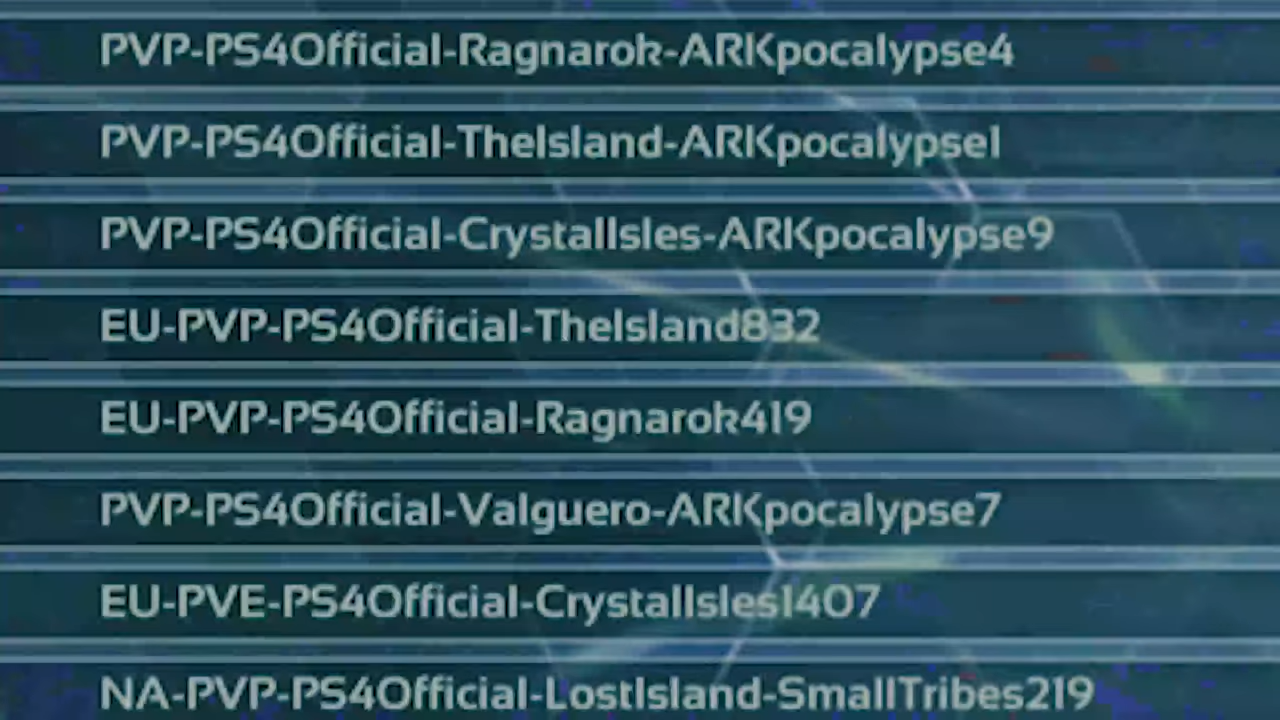 PVP-PS4Official-Ragnarok-ARKpocalypse4
PVP-PS4Official-TheIsland-ARKpocalypse1
PVP-PS4Official-CrystalIsles-ARKpocalypse9
EU-PVP-PS4Official-TheIsland832
EU-PVP-PS4Official-Ragnarok419
PVP-PS4Official-Valguero-ARKpocalypse7
EU-PVE-PS4Official-CrystalIsles1407
NA-PVP-PS4Official-LostIsland-SmallTribes219